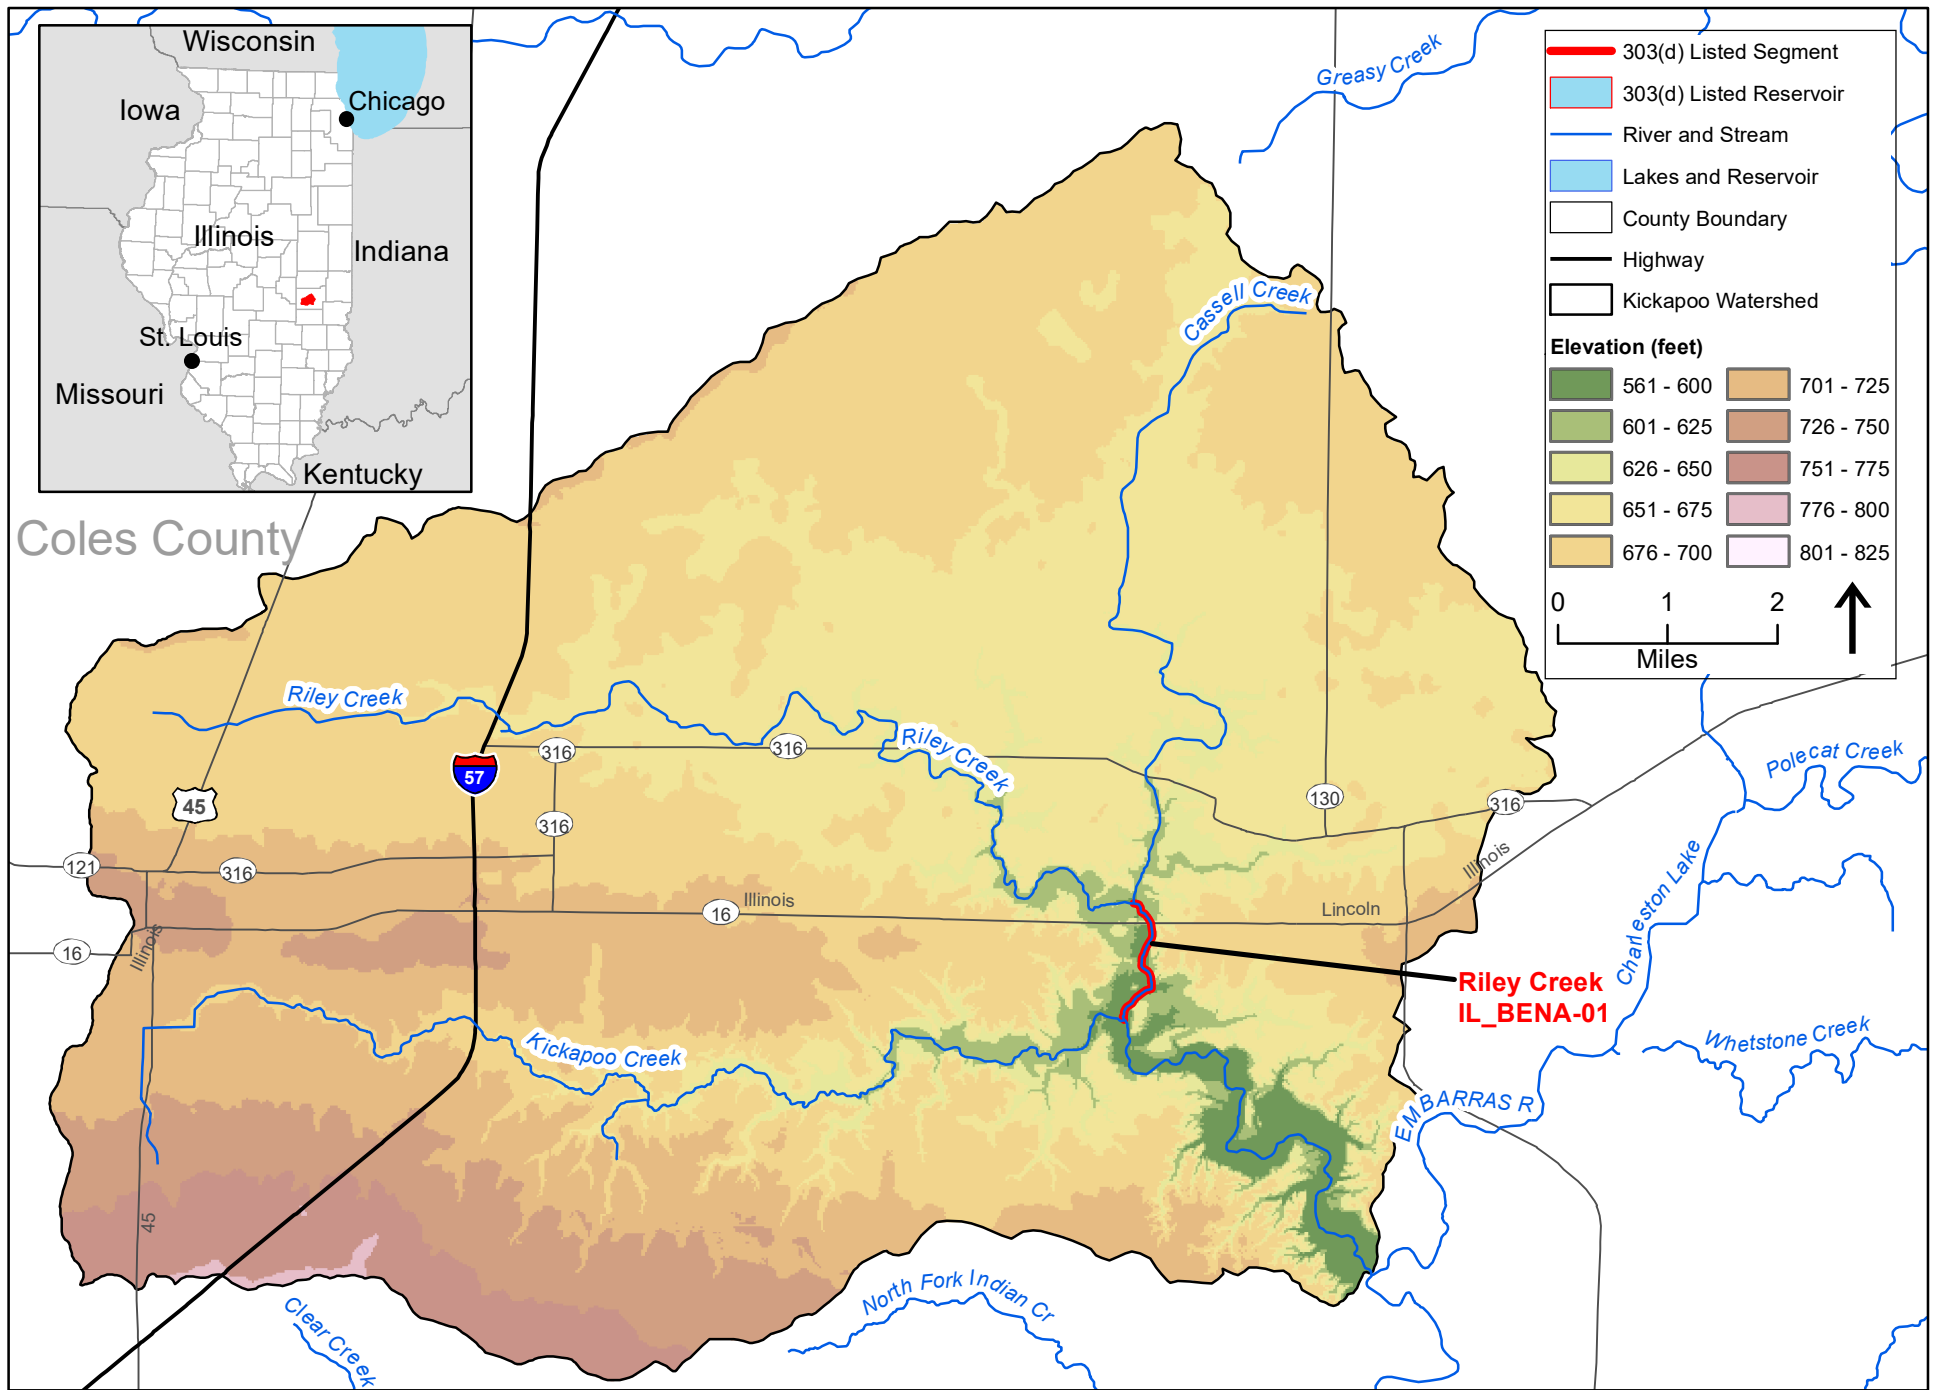 Wisconsin
Iowa
Chicago
Illinois
Indiana
St. Louis
Missouri
Kentucky
Coles County
Greasy Creek
303(d) Listed Segment
303(d) Listed Reservoir
River and Stream
Lakes and Reservoir
County Boundary
Highway
Kickapoo Watershed
Elevation (feet)
561 - 600
601 - 625
626 - 650
651 - 675
676 - 700
701 - 725
726 - 750
751 - 775
776 - 800
801 - 825
0 1 2
Miles
Cassell Creek
Riley Creek
Riley Creek
316
316
57
45
316
130
316
Polecat Creek
121
316
Illinois
16
Illinois
Lincoln
Illinois
16
Charleston Lake
Riley Creek
IL_BENA-01
Whetstone Creek
Kickapoo Creek
EMBARRAS R
45
North Fork Indian Cr
Clear Creek